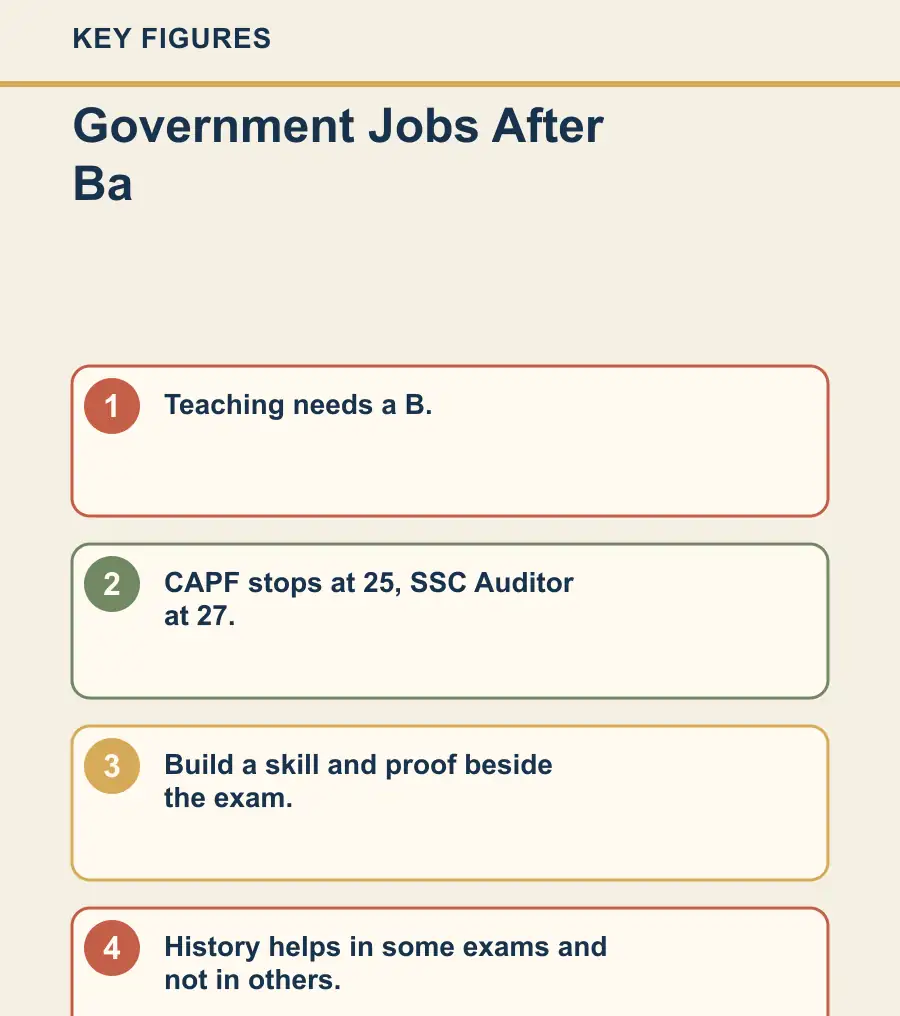 KEY FIGURES
Government Jobs After
Ba
1
Teaching needs a B.
2
CAPF stops at 25, SSC Auditor
at 27.
3
Build a skill and proof beside
the exam.
4
History helps in some exams and
not in others.